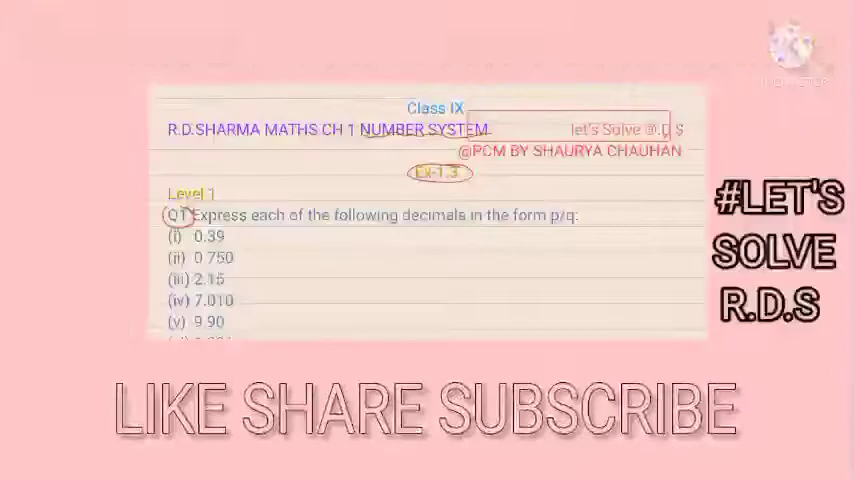 Class IX
R.D.SHARMA MATHS CH 1 NUMBER SYSTEM
let's Solve @.D S
@PCM BY SHAURYA CHAUHAN
Ex-1.3
Level 1
Q1 Express each of the following decimals in the form p/q:
(i) 0.39
(ii) 0.750
(iii) 2.15
(iv) 7.010
(v) 9.90
#LET'S
SOLVE
R.D.S
LIKE SHARE SUBSCRIBE